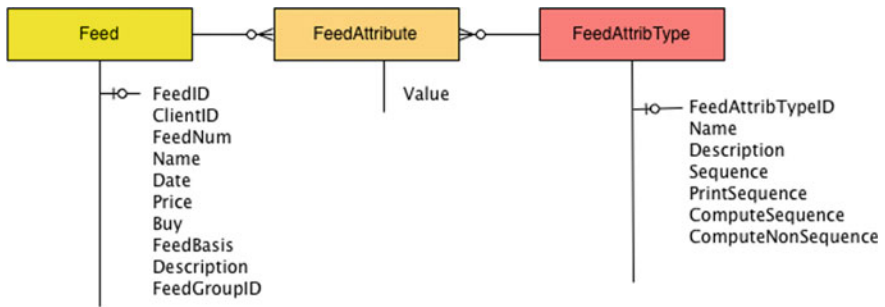 Feed
FeedAttribute
FeedAttribType
FeedID
ClientID
FeedNum
Name
Date
Price
Buy
FeedBasis
Description
FeedGroupID
Value
FeedAttribTypeID
Name
Description
Sequence
PrintSequence
ComputeSequence
ComputeNonSequence